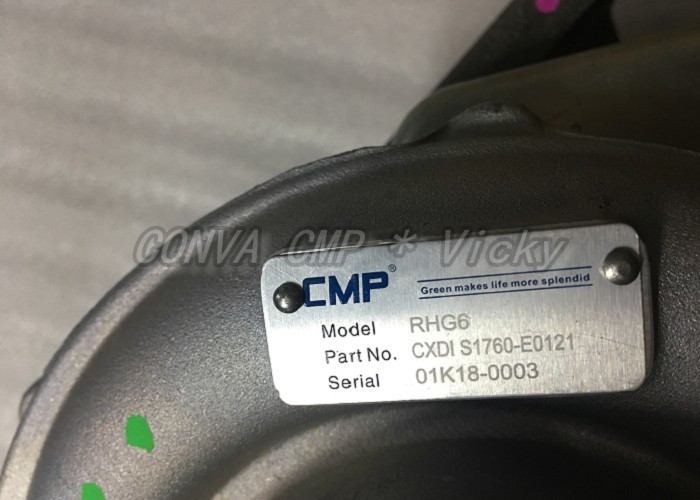 CONVA CMP * Vicky
CMP®
Green makes life more splendid
Model RHG6
Part No. CXDI S1760-E0121
Serial 01K18-0003